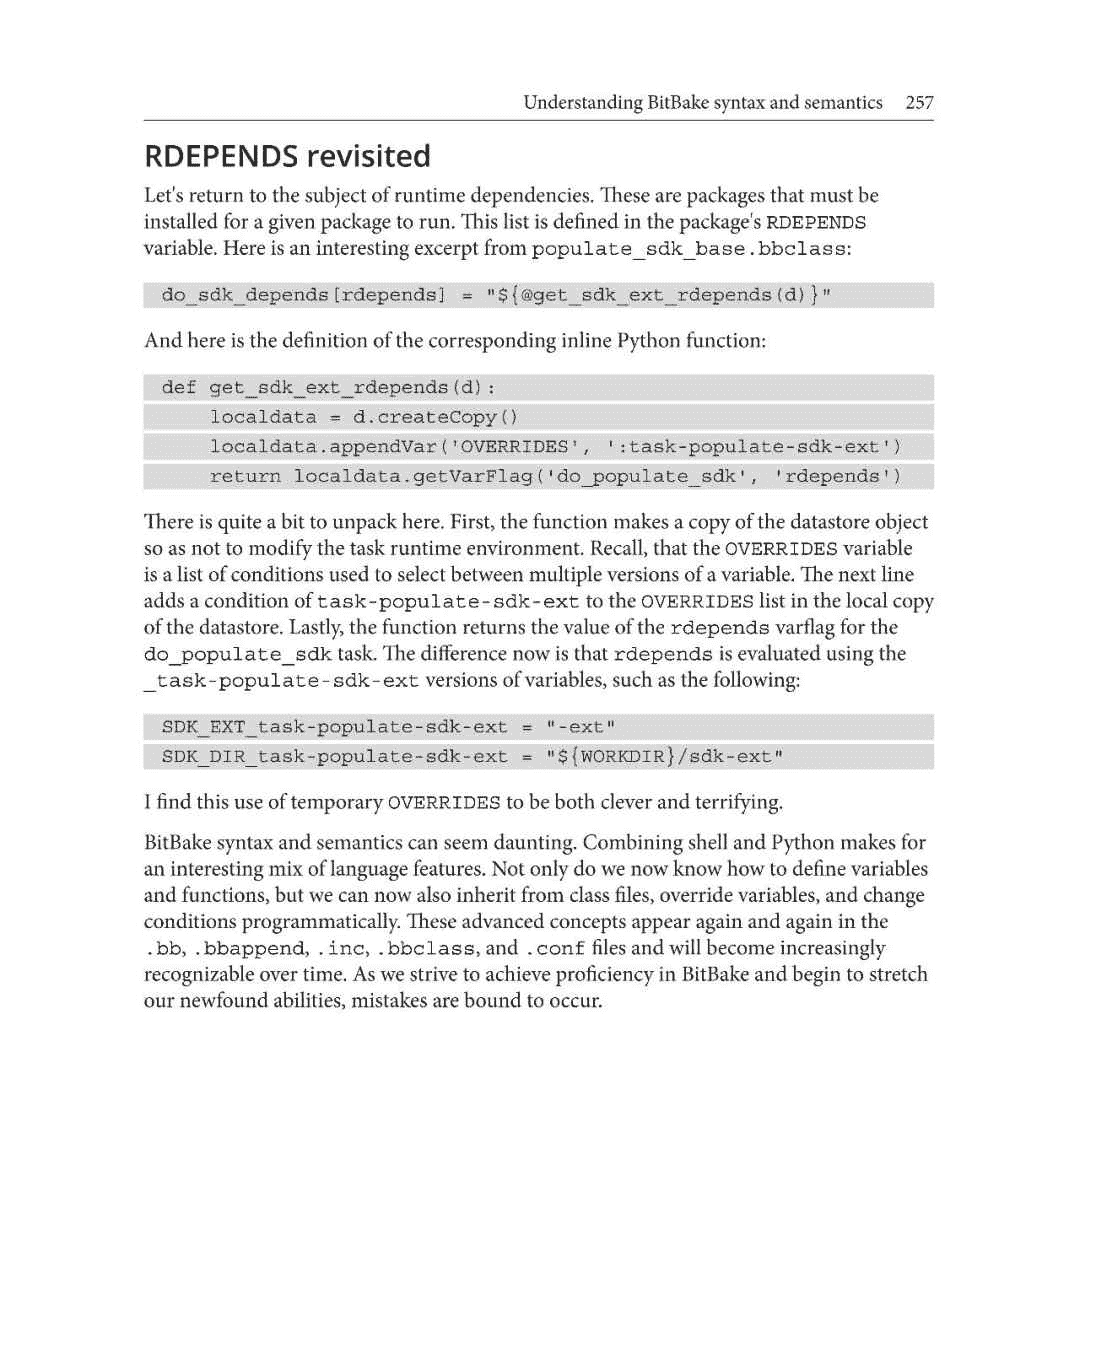 Understanding BitBake syntax and semantics 257
RDEPENDS revisited
Let's return to the subject of runtime dependencies. These are packages that must be
installed for a given package to run. This list is defined in the package's RDEPENDS
variable. Here is an interesting excerpt from populate_sdk_base.bbclass:
do_sdk_depends[rdepends] = "${@get_sdk_ext_rdepends(d)}"
And here is the definition of the corresponding inline Python function:
def get_sdk_ext_rdepends(d):
    localdata = d.createCopy()
    localdata.appendVar('OVERRIDES', ':task-populate-sdk-ext')
    return localdata.getVarFlag('do_populate_sdk', 'rdepends')
There is quite a bit to unpack here. First, the function makes a copy of the datastore object
so as not to modify the task runtime environment. Recall, that the OVERRIDES variable
is a list of conditions used to select between multiple versions of a variable. The next line
adds a condition of task-populate-sdk-ext to the OVERRIDES list in the local copy
of the datastore. Lastly, the function returns the value of the rdepends varflag for the
do_populate_sdk task. The difference now is that rdepends is evaluated using the
_task-populate-sdk-ext versions of variables, such as the following:
SDK_EXT_task-populate-sdk-ext = "-ext"
SDK_DIR_task-populate-sdk-ext = "${WORKDIR}/sdk-ext"
I find this use of temporary OVERRIDES to be both clever and terrifying.
BitBake syntax and semantics can seem daunting. Combining shell and Python makes for
an interesting mix of language features. Not only do we now know how to define variables
and functions, but we can now also inherit from class files, override variables, and change
conditions programmatically. These advanced concepts appear again and again in the
.bb, .bbappend, .inc, .bbclass, and .conf files and will become increasingly
recognizable over time. As we strive to achieve proficiency in BitBake and begin to stretch
our newfound abilities, mistakes are bound to occur.